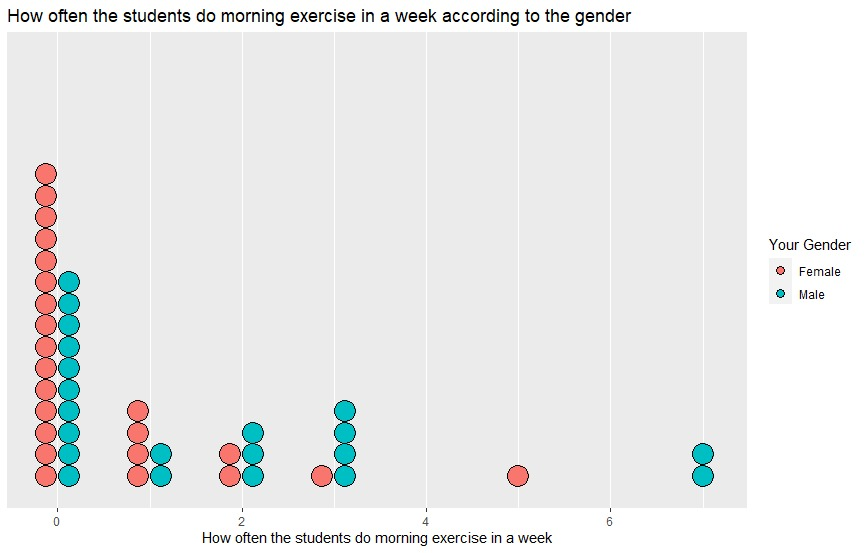 How often the students do morning exercise in a week according to the gender
Your Gender
Female
Male
0 2 4 6
How often the students do morning exercise in a week